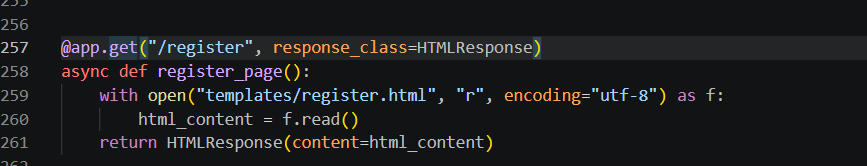 255
256
257 @app.get("/register", response_class=HTMLResponse)
258 async def register_page():
259     with open("templates/register.html", "r", encoding="utf-8") as f:
260         html_content = f.read()
261     return HTMLResponse(content=html_content)
262